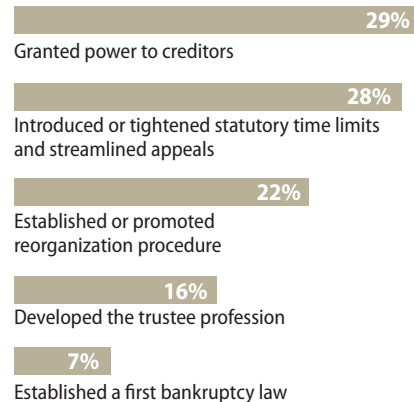 29%
Granted power to creditors
28%
Introduced or tightened statutory time limits
and streamlined appeals
22%
Established or promoted
reorganization procedure
16%
Developed the trustee profession
7%
Established a first bankruptcy law